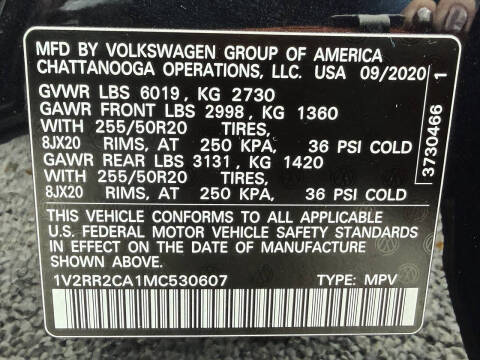 MFD BY VOLKSWAGEN GROUP OF AMERICA
CHATTANOOGA OPERATIONS, LLC. USA 09/2020
GVWR LBS 6019, KG 2730
GAWR FRONT LBS 2998, KG 1360
WITH 255/50R20 TIRES,
8JX20 RIMS, AT 250 KPA, 36 PSI COLD
GAWR REAR LBS 3131, KG 1420
WITH 255/50R20 TIRES,
8JX20 RIMS, AT 250 KPA, 36 PSI COLD
THIS VEHICLE CONFORMS TO ALL APPLICABLE
U.S. FEDERAL MOTOR VEHICLE SAFETY STANDARDS
IN EFFECT ON THE DATE OF MANUFACTURE
SHOWN ABOVE.
1V2RR2CA1MC530607 TYPE: MPV
3730466 1